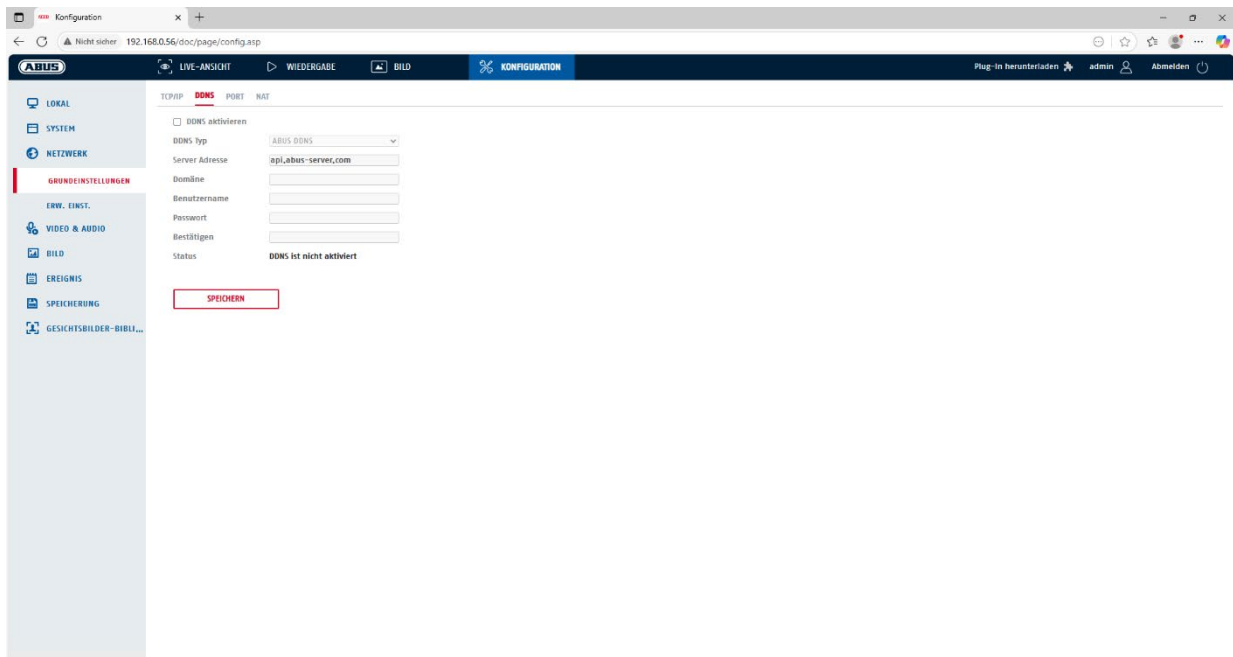 Konfiguration
Nicht sicher 192.168.0.56/doc/page/config.asp
ABUS LIVE-ANSICHT WIEDERGABE BILD KONFIGURATION Plug-In herunterladen admin Abmelden
LOKAL
SYSTEM
NETZWERK
GRUNDEINSTELLUNGEN
ERW. EINST.
VIDEO & AUDIO
BILD
EREIGNIS
SPEICHERUNG
GESICHTSBILDER-BIBLI...
TCP/IP DDNS PORT NAT
DDNS aktivieren
DDNS Typ ABUS DDNS
Server Adresse api.abus-server.com
Domäne
Benutzername
Passwort
Bestätigen
Status DDNS ist nicht aktiviert
SPEICHERN